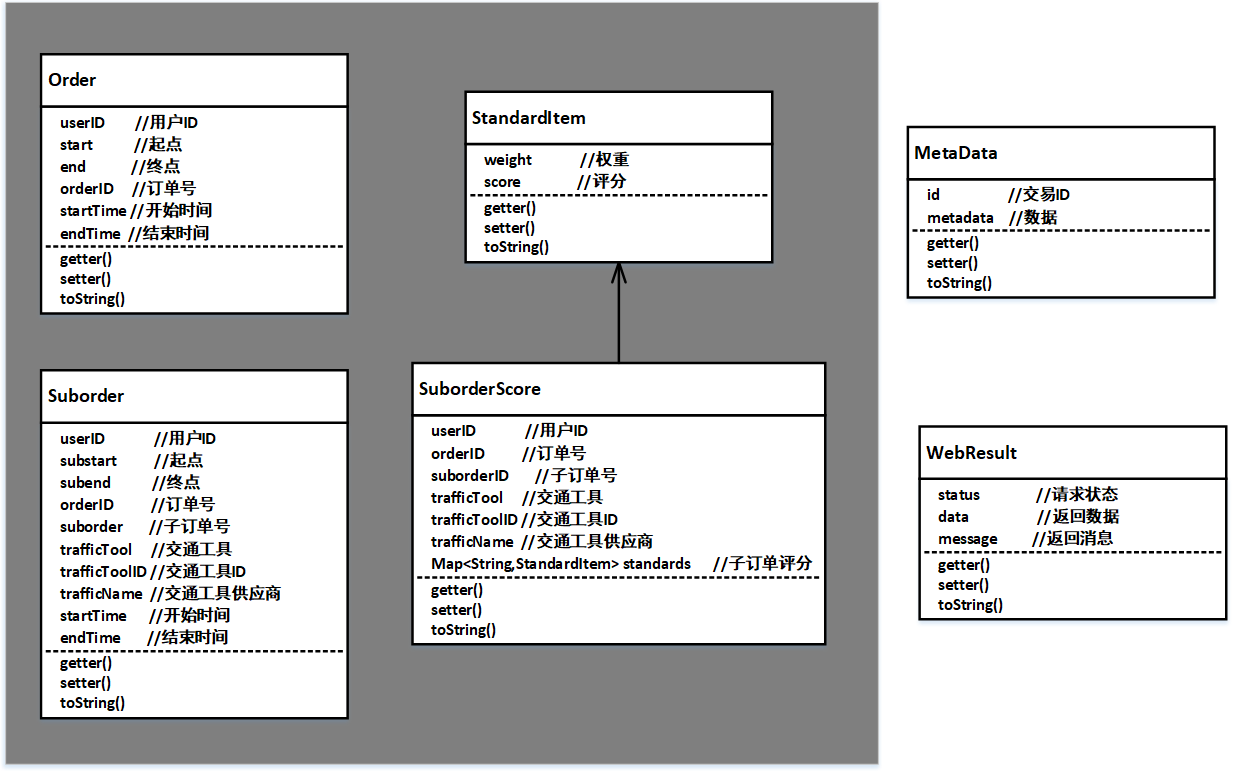 Order
userID //用户ID
start //起点
end //终点
orderID //订单号
startTime //开始时间
endTime //结束时间
getter()
setter()
toString()
Suborder
userID //用户ID
substart //起点
subend //终点
orderID //订单号
suborder //子订单号
trafficTool //交通工具
trafficToolID //交通工具ID
trafficName //交通工具供应商
startTime //开始时间
endTime //结束时间
getter()
setter()
toString()
StandardItem
weight //权重
score //评分
getter()
setter()
toString()
SuborderScore
userID //用户ID
orderID //订单号
suborderID //子订单号
trafficTool //交通工具
trafficToolID //交通工具ID
trafficName //交通工具供应商
Map<String,StandardItem> standards //子订单评分
getter()
setter()
toString()
MetaData
id //交易ID
metadata //数据
getter()
setter()
toString()
WebResult
status //请求状态
data //返回数据
message //返回消息
getter()
setter()
toString()